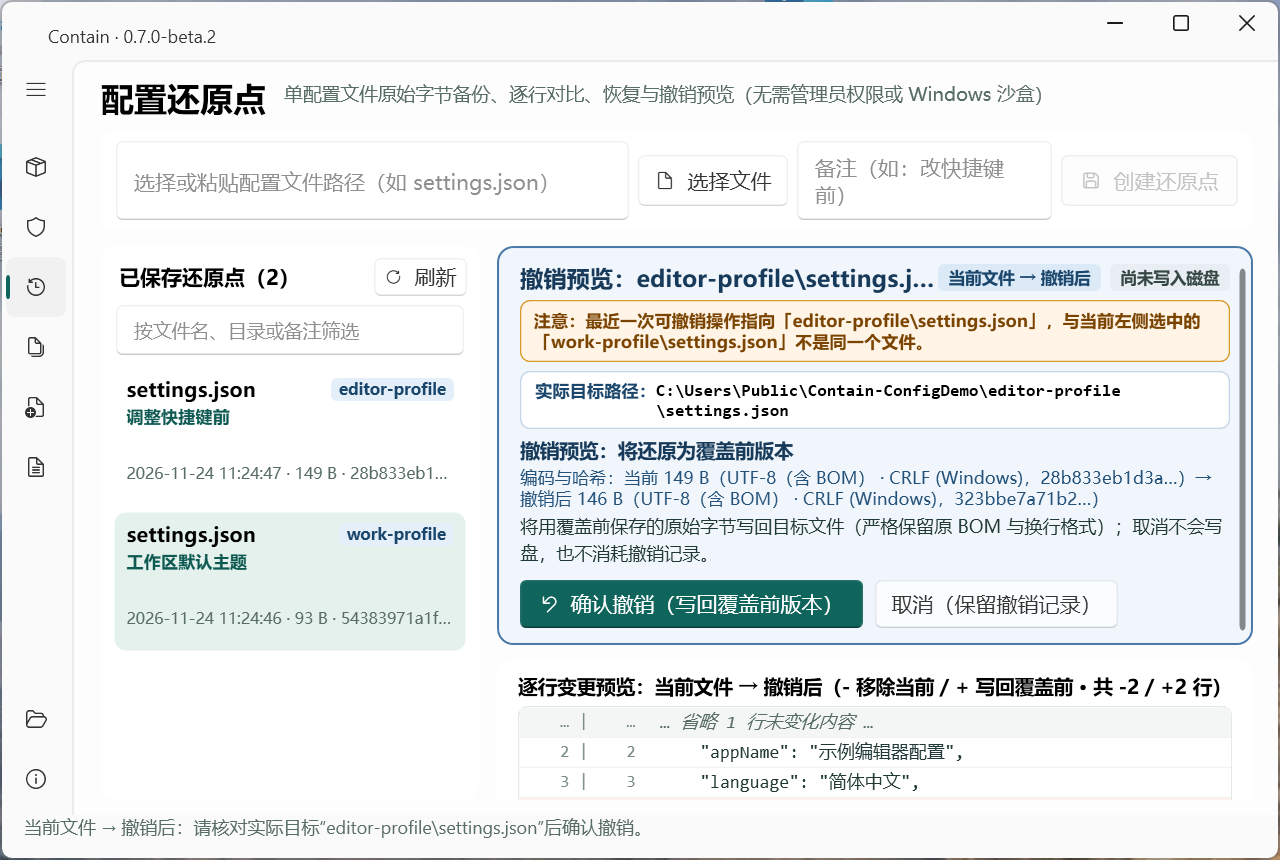 Contain · 0.7.0-beta.2
配置还原点 单配置文件原始字节备份、逐行对比、恢复与撤销预览（无需管理员权限或 Windows 沙盒）
选择或粘贴配置文件路径（如 settings.json）
选择文件
备注（如：改快捷键
前）
创建还原点
已保存还原点（2）
刷新
按文件名、目录或备注筛选
settings.json editor-profile
调整快捷键前
2026-11-24 11:24:47 · 149 B · 28b833eb1...
settings.json work-profile
工作区默认主题
2026-11-24 11:24:46 · 93 B · 54383971a1f...
撤销预览：editor-profile\settings.j... 当前文件 → 撤销后 尚未写入磁盘
注意：最近一次可撤销操作指向「editor-profile\settings.json」，与当前左侧选中的
「work-profile\settings.json」不是同一个文件。
实际目标路径：C:\Users\Public\Contain-ConfigDemo\editor-profile
\settings.json
撤销预览：将还原为覆盖前版本
编码与哈希：当前 149 B（UTF-8（含 BOM） · CRLF (Windows)，28b833eb1d3a...）→
撤销后 146 B（UTF-8（含 BOM） · CRLF (Windows)，323bbe7a71b2...）
将用覆盖前保存的原始字节写回目标文件（严格保留原 BOM 与换行格式）；取消不会写
盘，也不消耗撤销记录。
确认撤销（写回覆盖前版本）
取消（保留撤销记录）
逐行变更预览：当前文件 → 撤销后（- 移除当前 / + 写回覆盖前 • 共 -2 / +2 行）
... | ... ... 省略 1 行未变化内容 ...
2 | 2 "appName": "示例编辑器配置",
3 | 3 "language": "简体中文",
当前文件 → 撤销后：请核对实际目标“editor-profile\settings.json”后确认撤销。